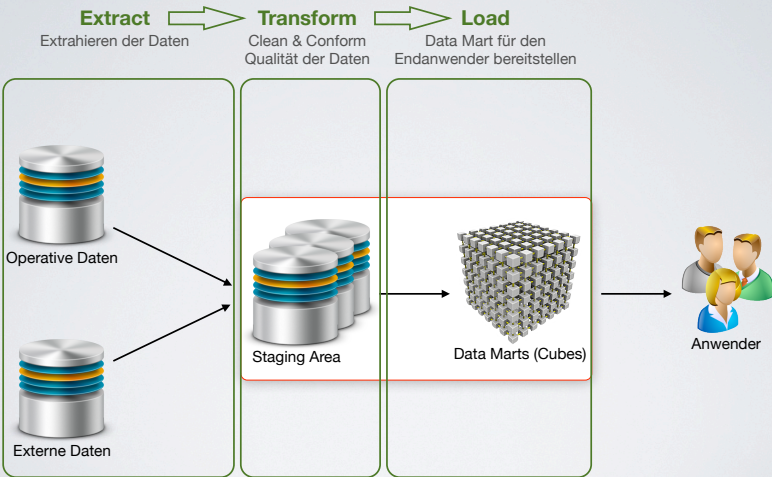 Extract
Transform
Load
Extrahieren der Daten
Clean & Conform
Qualität der Daten
Data Mart für den
Endanwender bereitstellen
Operative Daten
Externe Daten
Staging Area
Data Marts (Cubes)
Anwender